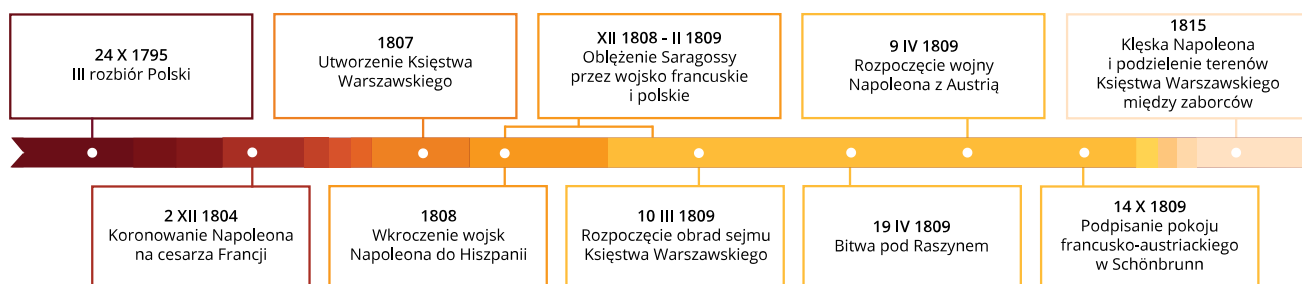 24 X 1795
III rozbiór Polski
1807
Utworzenie Księstwa
Warszawskiego
XII 1808 - II 1809
Oblężenie Saragossy
przez wojsko francuskie
i polskie
9 IV 1809
Rozpoczęcie wojny
Napoleona z Austrią
1815
Klęska Napoleona
i podzielenie terenów
Księstwa Warszawskiego
między zaborców
2 XII 1804
Koronowanie Napoleona
na cesarza Francji
1808
Wkroczenie wojsk
Napoleona do Hiszpanii
10 III 1809
Rozpoczęcie obrad sejmu
Księstwa Warszawskiego
19 IV 1809
Bitwa pod Raszynem
14 X 1809
Podpisanie pokoju
francusko-austriackiego
w Schönbrunn